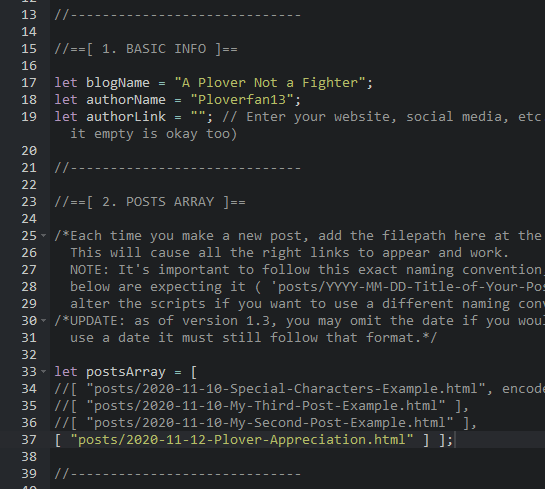 13 //-----------------------------
14
15 //==[ 1. BASIC INFO ]==
16
17 let blogName = "A Plover Not a Fighter";
18 let authorName = "Ploverfan13";
19 let authorLink = ""; // Enter your website, social media, etc
it empty is okay too)
20
21 //-----------------------------
22
23 //==[ 2. POSTS ARRAY ]==
24
25 /*Each time you make a new post, add the filepath here at the
26 This will cause all the right links to appear and work.
27 NOTE: It's important to follow this exact naming convention,
28 below are expecting it ( 'posts/YYYY-MM-DD-Title-of-Your-Pos
29 alter the scripts if you want to use a different naming conv
30 /*UPDATE: as of version 1.3, you may omit the date if you woul
31 use a date it must still follow that format.*/
32
33 let postsArray = [
34 //[ "posts/2020-11-10-Special-Characters-Example.html", encode
35 //[ "posts/2020-11-10-My-Third-Post-Example.html" ],
36 //[ "posts/2020-11-10-My-Second-Post-Example.html" ],
37 [ "posts/2020-11-12-Plover-Appreciation.html" ] ];
38
39 //-----------------------------